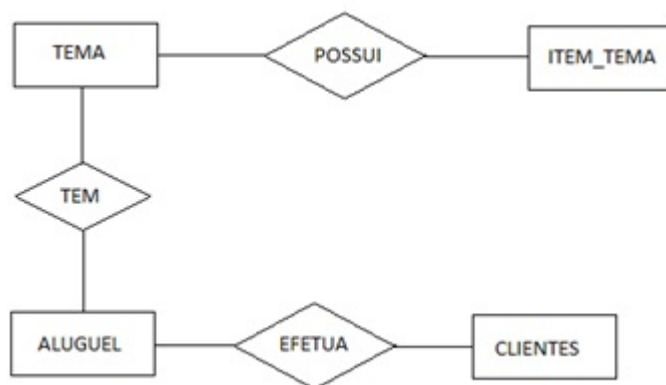 TEMA
POSSUI
ITEM_TEMA
TEM
ALUGUEL
EFETUA
CLIENTES